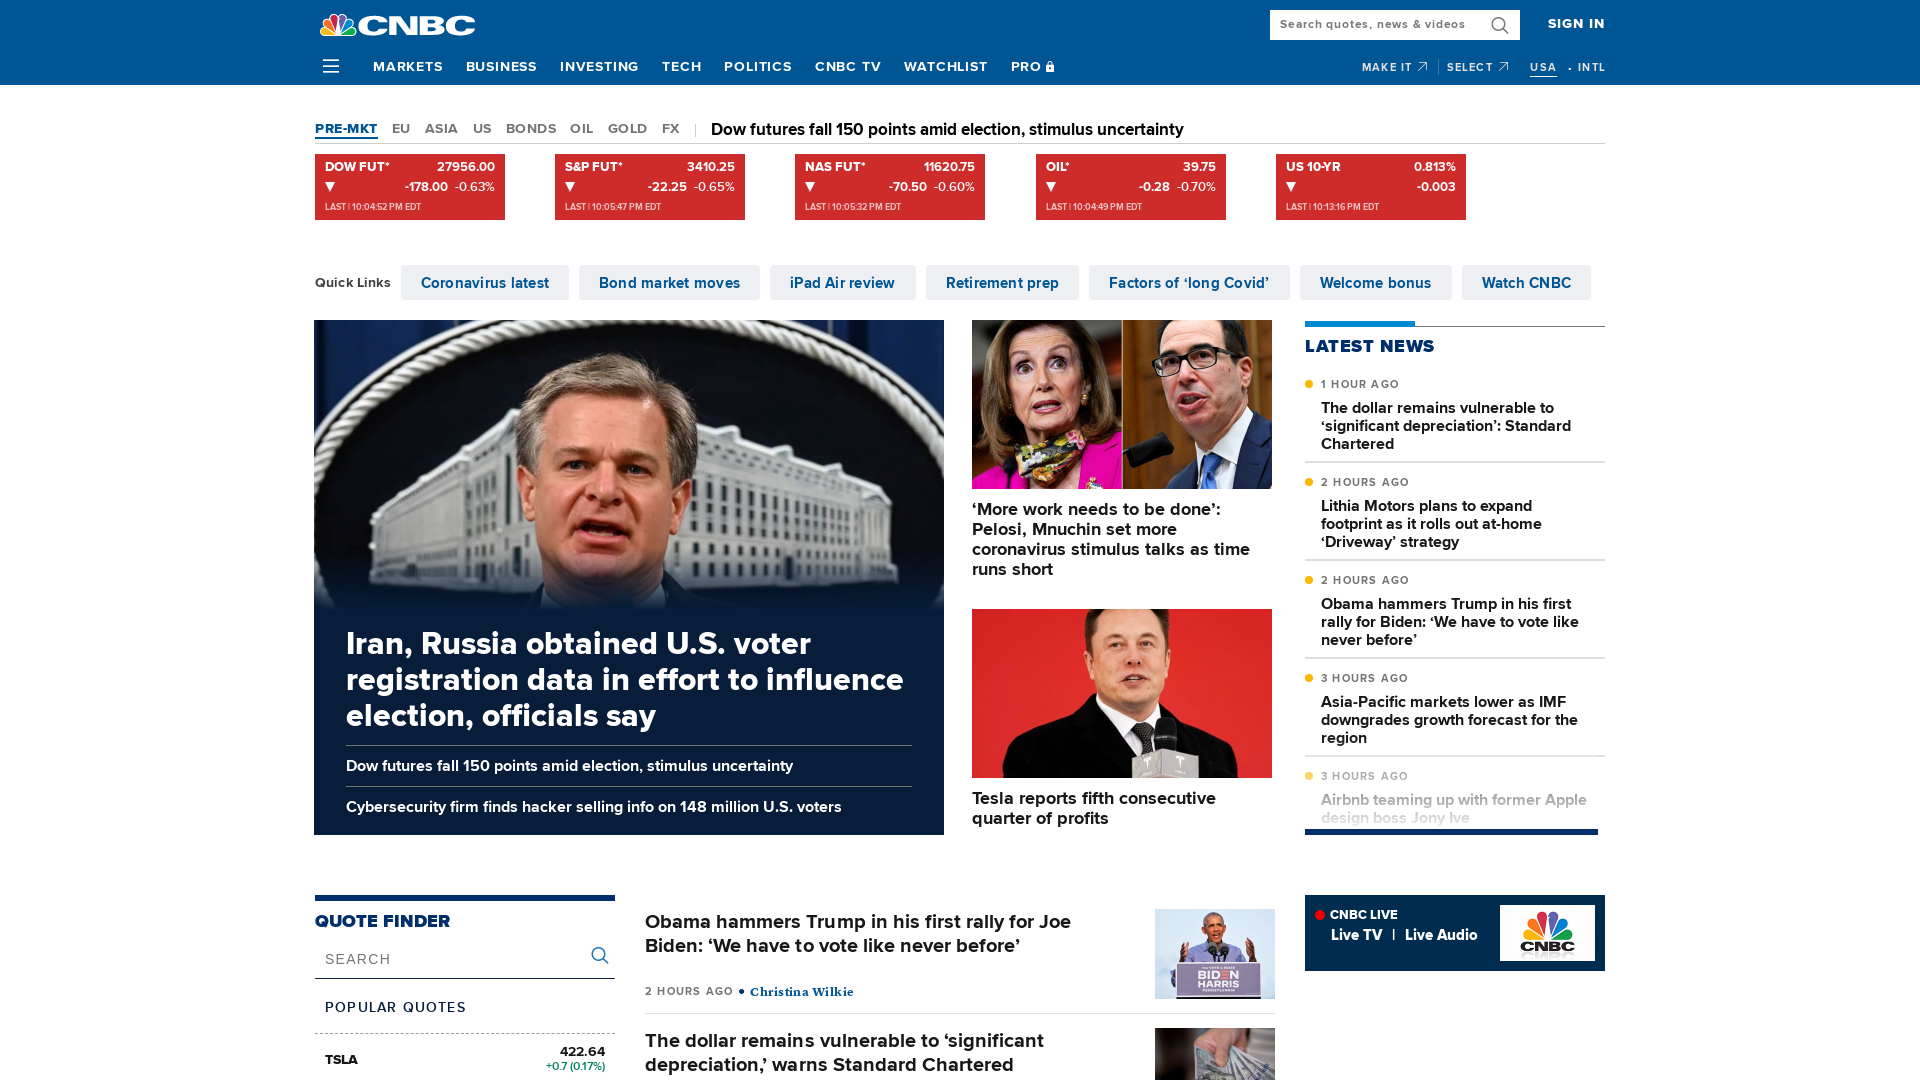 CNBC
Search quotes, news & videos
SIGN IN
MARKETS BUSINESS INVESTING TECH POLITICS CNBC TV WATCHLIST PRO
MAKE IT SELECT USA • INTL
PRE-MKT EU ASIA US BONDS OIL GOLD FX
Dow futures fall 150 points amid election, stimulus uncertainty
DOW FUT* 27956.00
-178.00 -0.63%
LAST | 10:04:52 PM EDT
S&P FUT* 3410.25
-22.25 -0.65%
LAST | 10:05:47 PM EDT
NAS FUT* 11620.75
-70.50 -0.60%
LAST | 10:05:32 PM EDT
OIL* 39.75
-0.28 -0.70%
LAST | 10:04:49 PM EDT
US 10-YR 0.813%
-0.003
LAST | 10:13:16 PM EDT
Quick Links
Coronavirus latest
Bond market moves
iPad Air review
Retirement prep
Factors of ‘long Covid’
Welcome bonus
Watch CNBC
Iran, Russia obtained U.S. voter
registration data in effort to influence
election, officials say
Dow futures fall 150 points amid election, stimulus uncertainty
Cybersecurity firm finds hacker selling info on 148 million U.S. voters
‘More work needs to be done’:
Pelosi, Mnuchin set more
coronavirus stimulus talks as time
runs short
Tesla reports fifth consecutive
quarter of profits
LATEST NEWS
1 HOUR AGO
The dollar remains vulnerable to
‘significant depreciation’: Standard
Chartered
2 HOURS AGO
Lithia Motors plans to expand
footprint as it rolls out at-home
‘Driveway’ strategy
2 HOURS AGO
Obama hammers Trump in his first
rally for Biden: ‘We have to vote like
never before’
3 HOURS AGO
Asia-Pacific markets lower as IMF
downgrades growth forecast for the
region
3 HOURS AGO
Airbnb teaming up with former Apple
design boss Jony Ive
QUOTE FINDER
SEARCH
POPULAR QUOTES
TSLA 422.64
+0.7 (0.17%)
Obama hammers Trump in his first rally for Joe
Biden: ‘We have to vote like never before’
2 HOURS AGO • Christina Wilkie
BIDEN
HARRIS
The dollar remains vulnerable to ‘significant
depreciation,’ warns Standard Chartered
CNBC LIVE
Live TV | Live Audio
CNBC